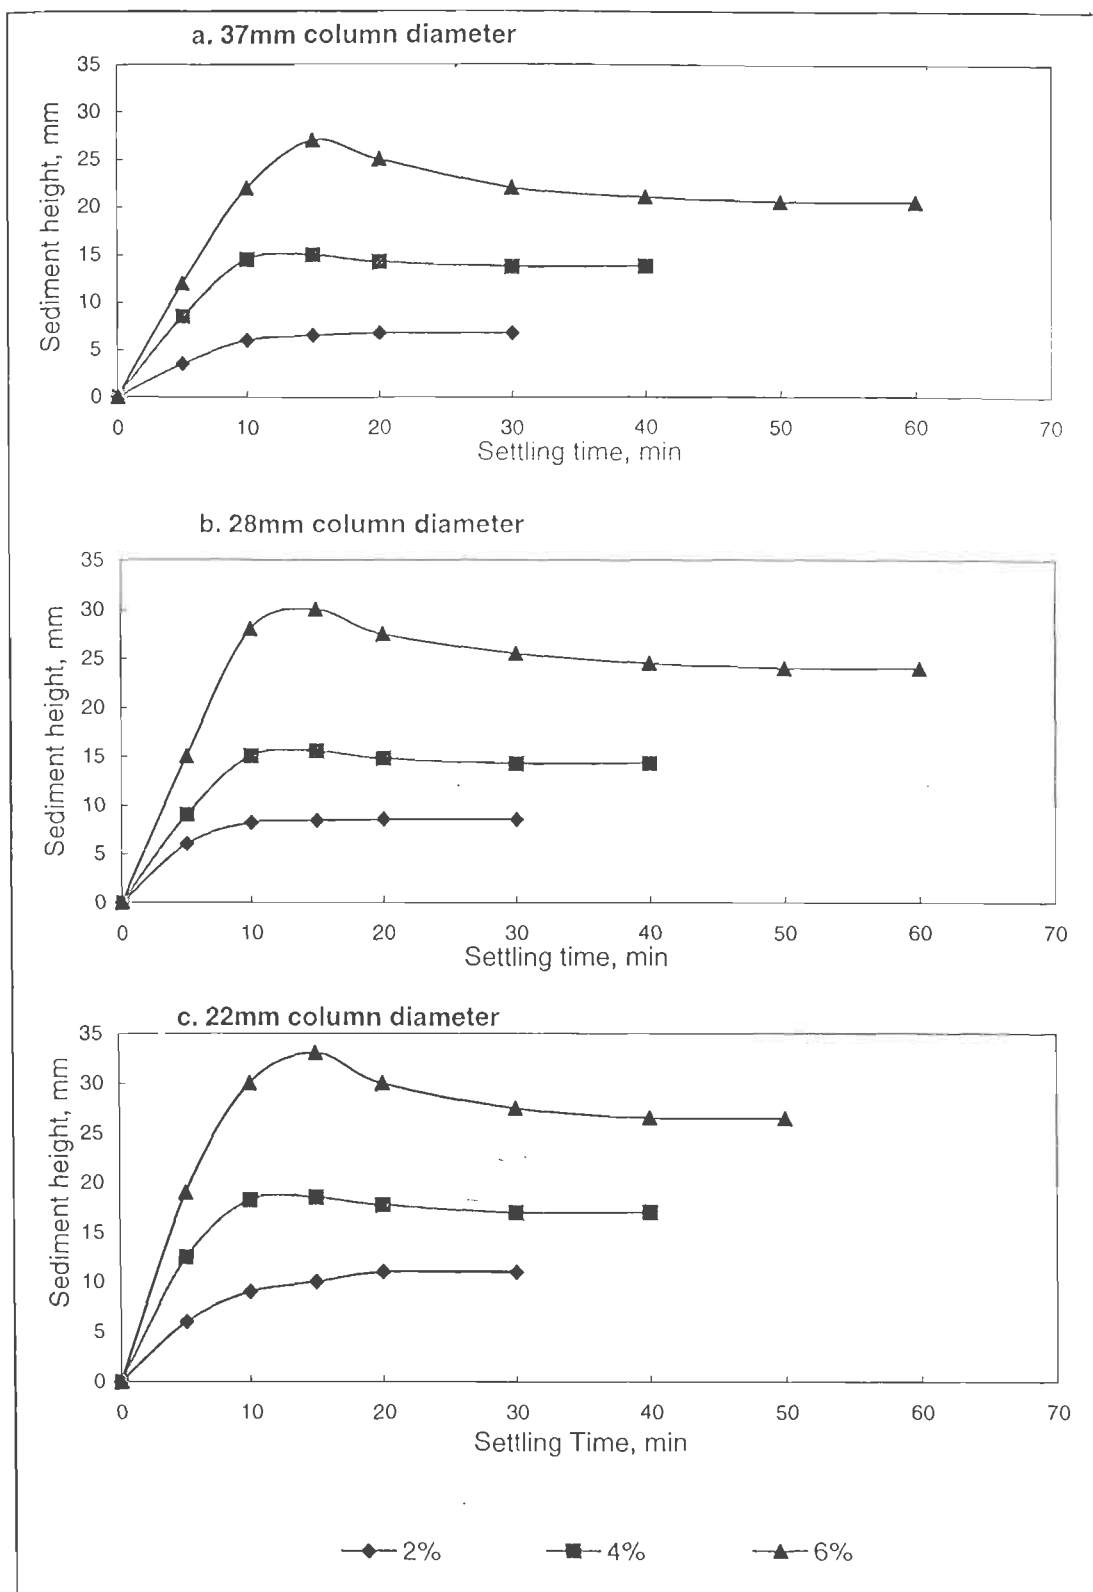 a. 37mm column diameter
35
30
25
20
15
10
5
0
Sediment height, mm
0 10 20 30 40 50 60 70
Settling time, min
b. 28mm column diameter
35
30
25
20
15
10
5
0
Sediment height, mm
0 10 20 30 40 50 60 70
Settling time, min
c. 22mm column diameter
35
30
25
20
15
10
5
0
Sediment height, mm
0 10 20 30 40 50 60 70
Settling Time, min
2% 4% 6%